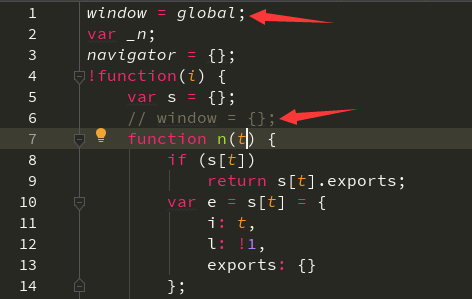 1 window = global;
2 var _n;
3 navigator = {};
4 !function(i) {
5 var s = {};
6 // window = {};
7 function n(t) {
8 if (s[t])
9 return s[t].exports;
10 var e = s[t] = {
11 i: t,
12 l: !1,
13 exports: {}
14 };